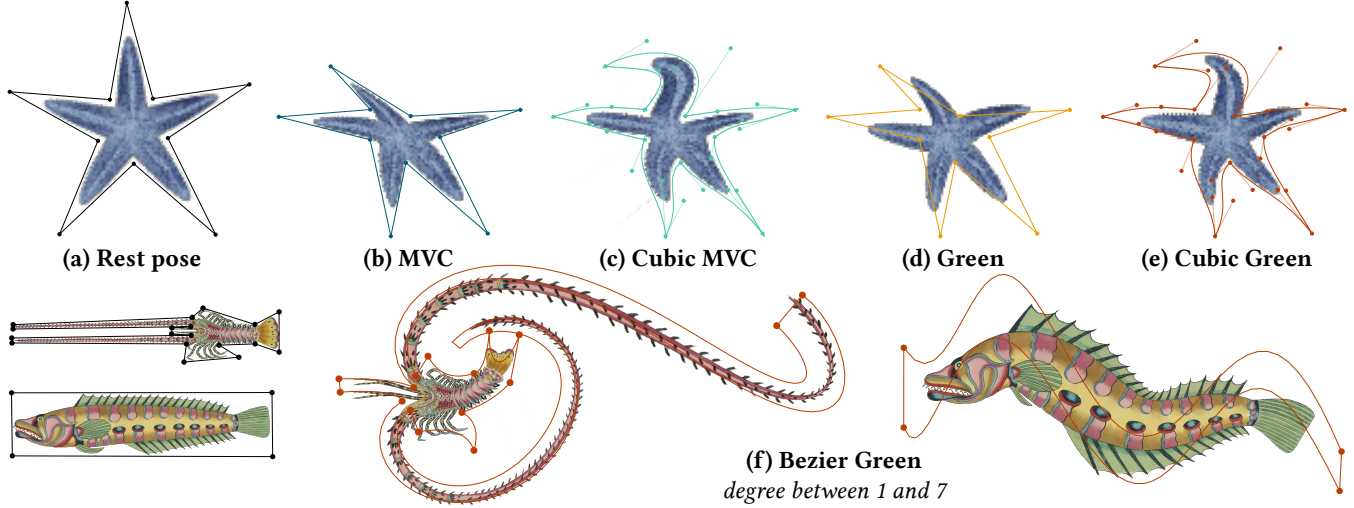 (a) Rest pose
(b) MVC
(c) Cubic MVC
(d) Green
(e) Cubic Green
(f) Bezier Green
degree between 1 and 7